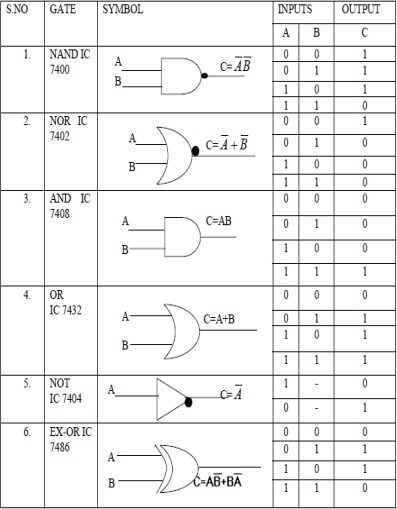 S.NO GATE SYMBOL INPUTS OUTPUT
A B C
1. NAND IC 7400 A B C= A̅B̅
0 0 1
0 1 1
1 0 1
1 1 0
2. NOR IC 7402 A B C= A̅ + B̅
0 0 1
0 1 0
1 0 0
1 1 0
3. AND IC 7408 A B C=AB
0 0 0
0 1 0
1 0 0
1 1 1
4. OR IC 7432 A B C=A+B
0 0 0
0 1 1
1 0 1
1 1 1
5. NOT IC 7404 A C= A̅
1 - 0
0 - 1
6. EX-OR IC 7486 A B C=AB̅+BA̅
0 0 0
0 1 1
1 0 1
1 1 0